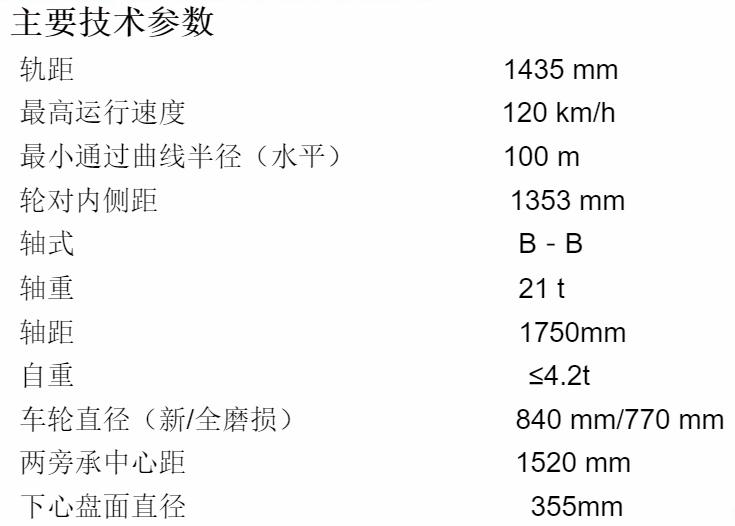 主要技术参数
轨距 1435 mm
最高运行速度 120 km/h
最小通过曲线半径（水平） 100 m
轮对内侧距 1353 mm
轴式 B - B
轴重 21 t
轴距 1750mm
自重 ≤4.2t
车轮直径（新/全磨损） 840 mm/770 mm
两旁承中心距 1520 mm
下心盘面直径 355mm